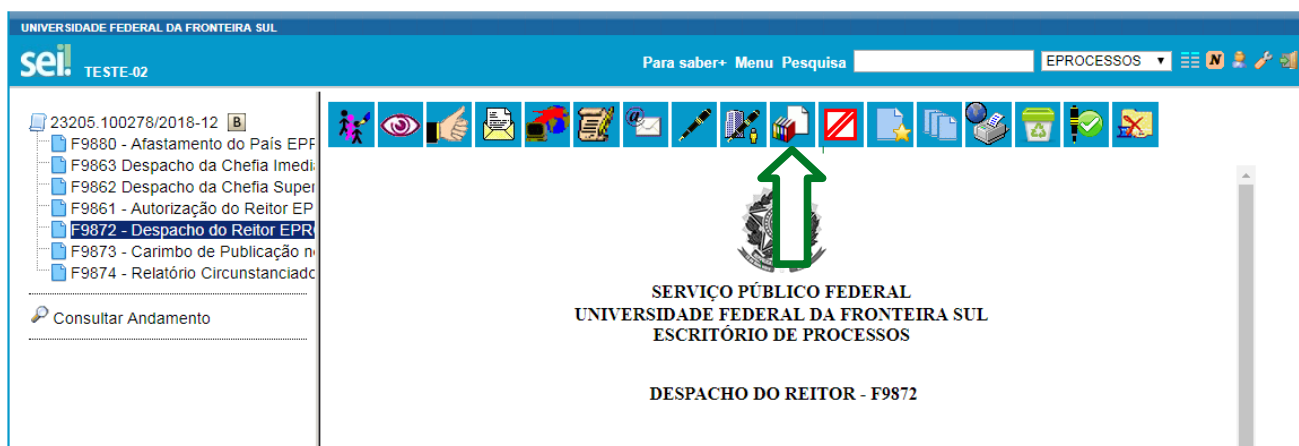 UNIVERSIDADE FEDERAL DA FRONTEIRA SUL
sei! TESTE-02
Para saber+ Menu Pesquisa EPROCESSOS N
23205.100278/2018-12 B
F9880 - Afastamento do País EPF
F9863 Despacho da Chefia Imedi
F9862 Despacho da Chefia Super
F9861 - Autorização do Reitor EP
F9872 - Despacho do Reitor EPR
F9873 - Carimbo de Publicação n
F9874 - Relatório Circunstanciado
Consultar Andamento
SERVIÇO PÚBLICO FEDERAL
UNIVERSIDADE FEDERAL DA FRONTEIRA SUL
ESCRITÓRIO DE PROCESSOS
DESPACHO DO REITOR - F9872